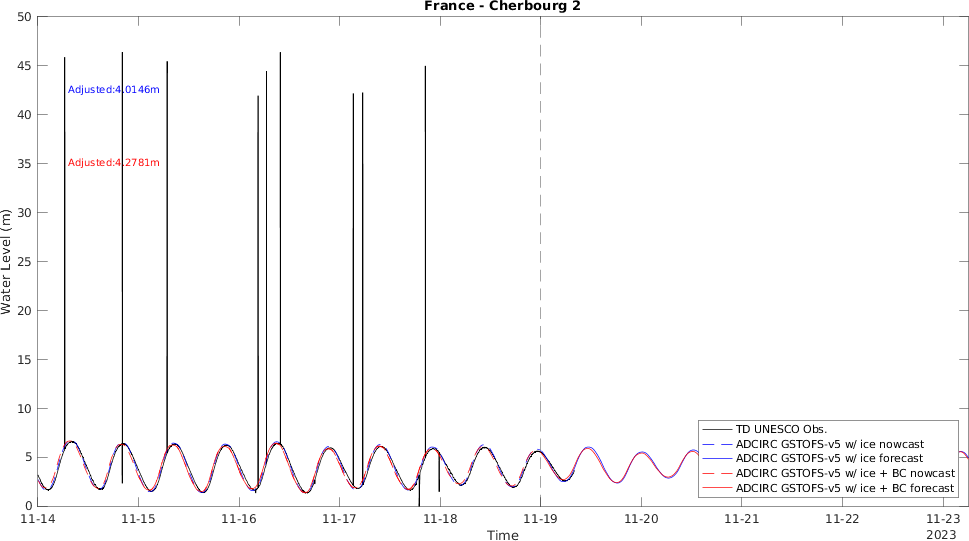 France - Cherbourg 2
50
45
40
35
30
25
20
15
10
5
0
Water Level (m)
Adjusted:4.0146m
Adjusted:4.2781m
TD UNESCO Obs.
ADCIRC GSTOFS-v5 w/ ice nowcast
ADCIRC GSTOFS-v5 w/ ice forecast
ADCIRC GSTOFS-v5 w/ ice + BC nowcast
ADCIRC GSTOFS-v5 w/ ice + BC forecast
11-14 11-15 11-16 11-17 11-18 11-19 11-20 11-21 11-22 11-23
Time
2023